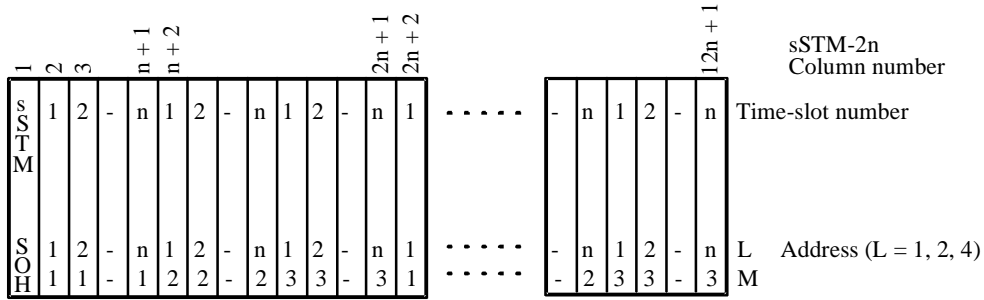 1 2 3 n + 1 n + 2 2n + 1 2n + 2 12n + 1 sSTM-2n
Column number
sSTM 1 2 - n 1 2 - n 1 2 - n 1 - - - - - - n 1 2 - n Time-slot number
SOH 1 2 - n 1 2 - n 1 2 - n 1 - - - - - - n 1 2 - n L Address (L = 1, 2, 4)
1 1 - 1 2 2 - 2 3 3 - 3 1 - - - - - - 2 3 3 - 3 M